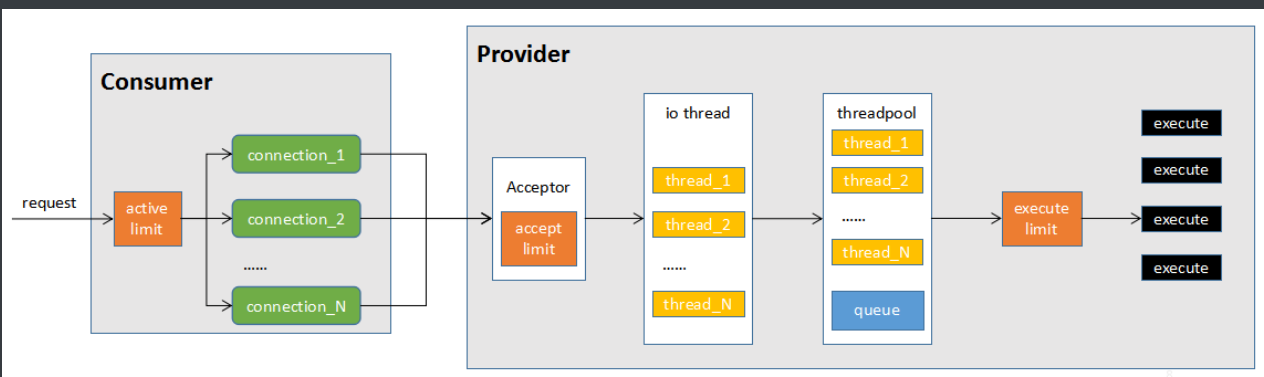 Consumer
request
active
limit
connection_1
connection_2
......
connection_N
Provider
Acceptor
accept
limit
io thread
thread_1
thread_2
......
thread_N
threadpool
thread_1
thread_2
......
thread_N
queue
execute
limit
execute
execute
execute
execute